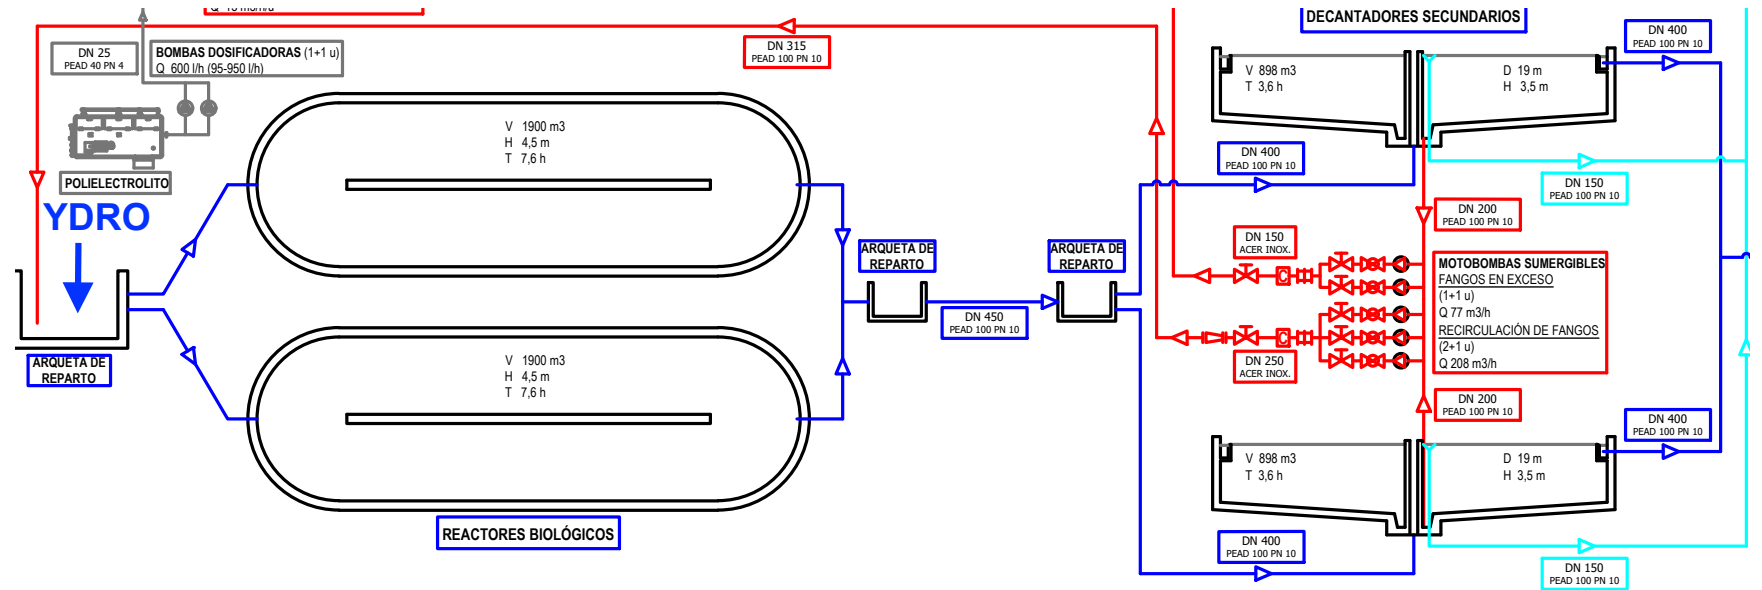 DECANTADORES SECUNDARIOS
DN 25
PEAD 40 PN 4
BOMBAS DOSIFICADORAS (1+1 u)
Q 600 l/h (95-950 l/h)
DN 315
PEAD 100 PN 10
DN 400
PEAD 100 PN 10
V 898 m3
T 3,6 h
D 19 m
H 3,5 m
V 1900 m3
H 4,5 m
T 7,6 h
DN 400
PEAD 100 PN 10
POLIELECTROLITO
DN 150
PEAD 100 PN 10
YDRO
DN 200
PEAD 100 PN 10
DN 150
ACER INOX.
ARQUETA DE
REPARTO
ARQUETA DE
REPARTO
MOTOBOMBAS SUMERGIBLES
FANGOS EN EXCESO
(1+1 u)
Q 77 m3/h
RECIRCULACIÓN DE FANGOS
(2+1 u)
Q 208 m3/h
DN 450
PEAD 100 PN 10
ARQUETA DE
REPARTO
V 1900 m3
H 4,5 m
T 7,6 h
DN 250
ACER INOX.
DN 200
PEAD 100 PN 10
DN 400
PEAD 100 PN 10
V 898 m3
T 3,6 h
D 19 m
H 3,5 m
REACTORES BIOLÓGICOS
DN 400
PEAD 100 PN 10
DN 150
PEAD 100 PN 10